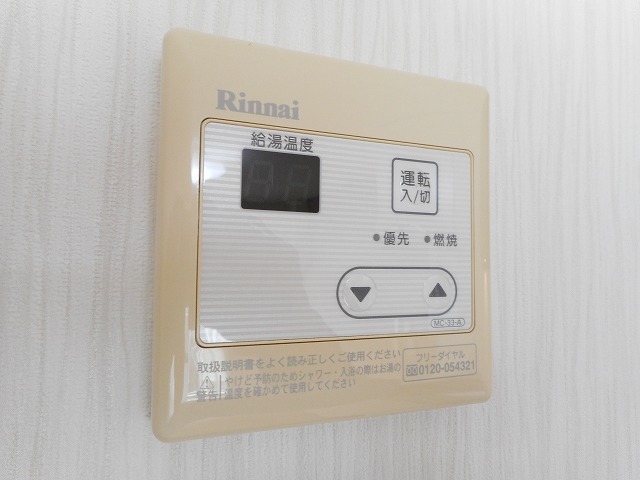 Rinnai
給湯温度
運転
入/切
優先 燃焼
▼ ▲
MC-33-A
取扱説明書をよく読み正しくご使用ください
やけど予防のためシャワー・入浴の際はお湯の
警告 温度を確かめて使用してください
フリーダイヤル
0120-054321